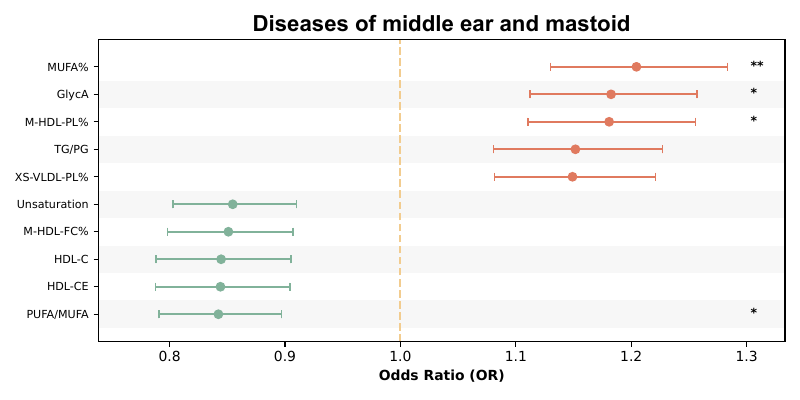 Diseases of middle ear and mastoid
MUFA% **
GlycA *
M-HDL-PL% *
TG/PG
XS-VLDL-PL%
Unsaturation
M-HDL-FC%
HDL-C
HDL-CE
PUFA/MUFA *
0.8 0.9 1.0 1.1 1.2 1.3
Odds Ratio (OR)